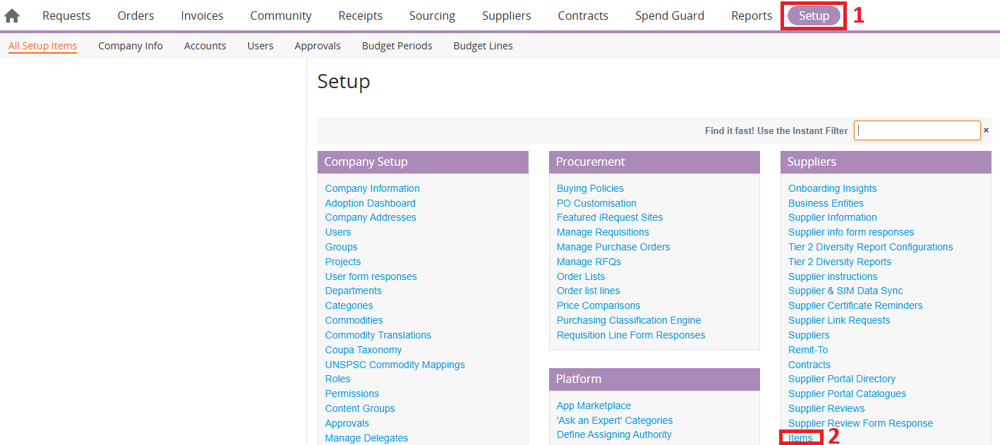 Requests Orders Invoices Community Receipts Sourcing Suppliers Contracts Spend Guard Reports Setup 1
All Setup Items Company Info Accounts Users Approvals Budget Periods Budget Lines
Setup
Find it fast! Use the Instant Filter
Company Setup
Company Information
Adoption Dashboard
Company Addresses
Users
Groups
Projects
User form responses
Departments
Categories
Commodities
Commodity Translations
Coupa Taxonomy
UNSPSC Commodity Mappings
Roles
Permissions
Content Groups
Approvals
Manage Delegates
Procurement
Buying Policies
PO Customisation
Featured iRequest Sites
Manage Requisitions
Manage Purchase Orders
Manage RFQs
Order Lists
Order list lines
Price Comparisons
Purchasing Classification Engine
Requisition Line Form Responses
Platform
App Marketplace
'Ask an Expert' Categories
Define Assigning Authority
Suppliers
Onboarding Insights
Business Entities
Supplier Information
Supplier info form responses
Tier 2 Diversity Report Configurations
Tier 2 Diversity Reports
Supplier instructions
Supplier & SIM Data Sync
Supplier Certificate Reminders
Supplier Link Requests
Suppliers
Remit-To
Contracts
Supplier Portal Directory
Supplier Portal Catalogues
Supplier Reviews
Supplier Review Form Response
Items 2